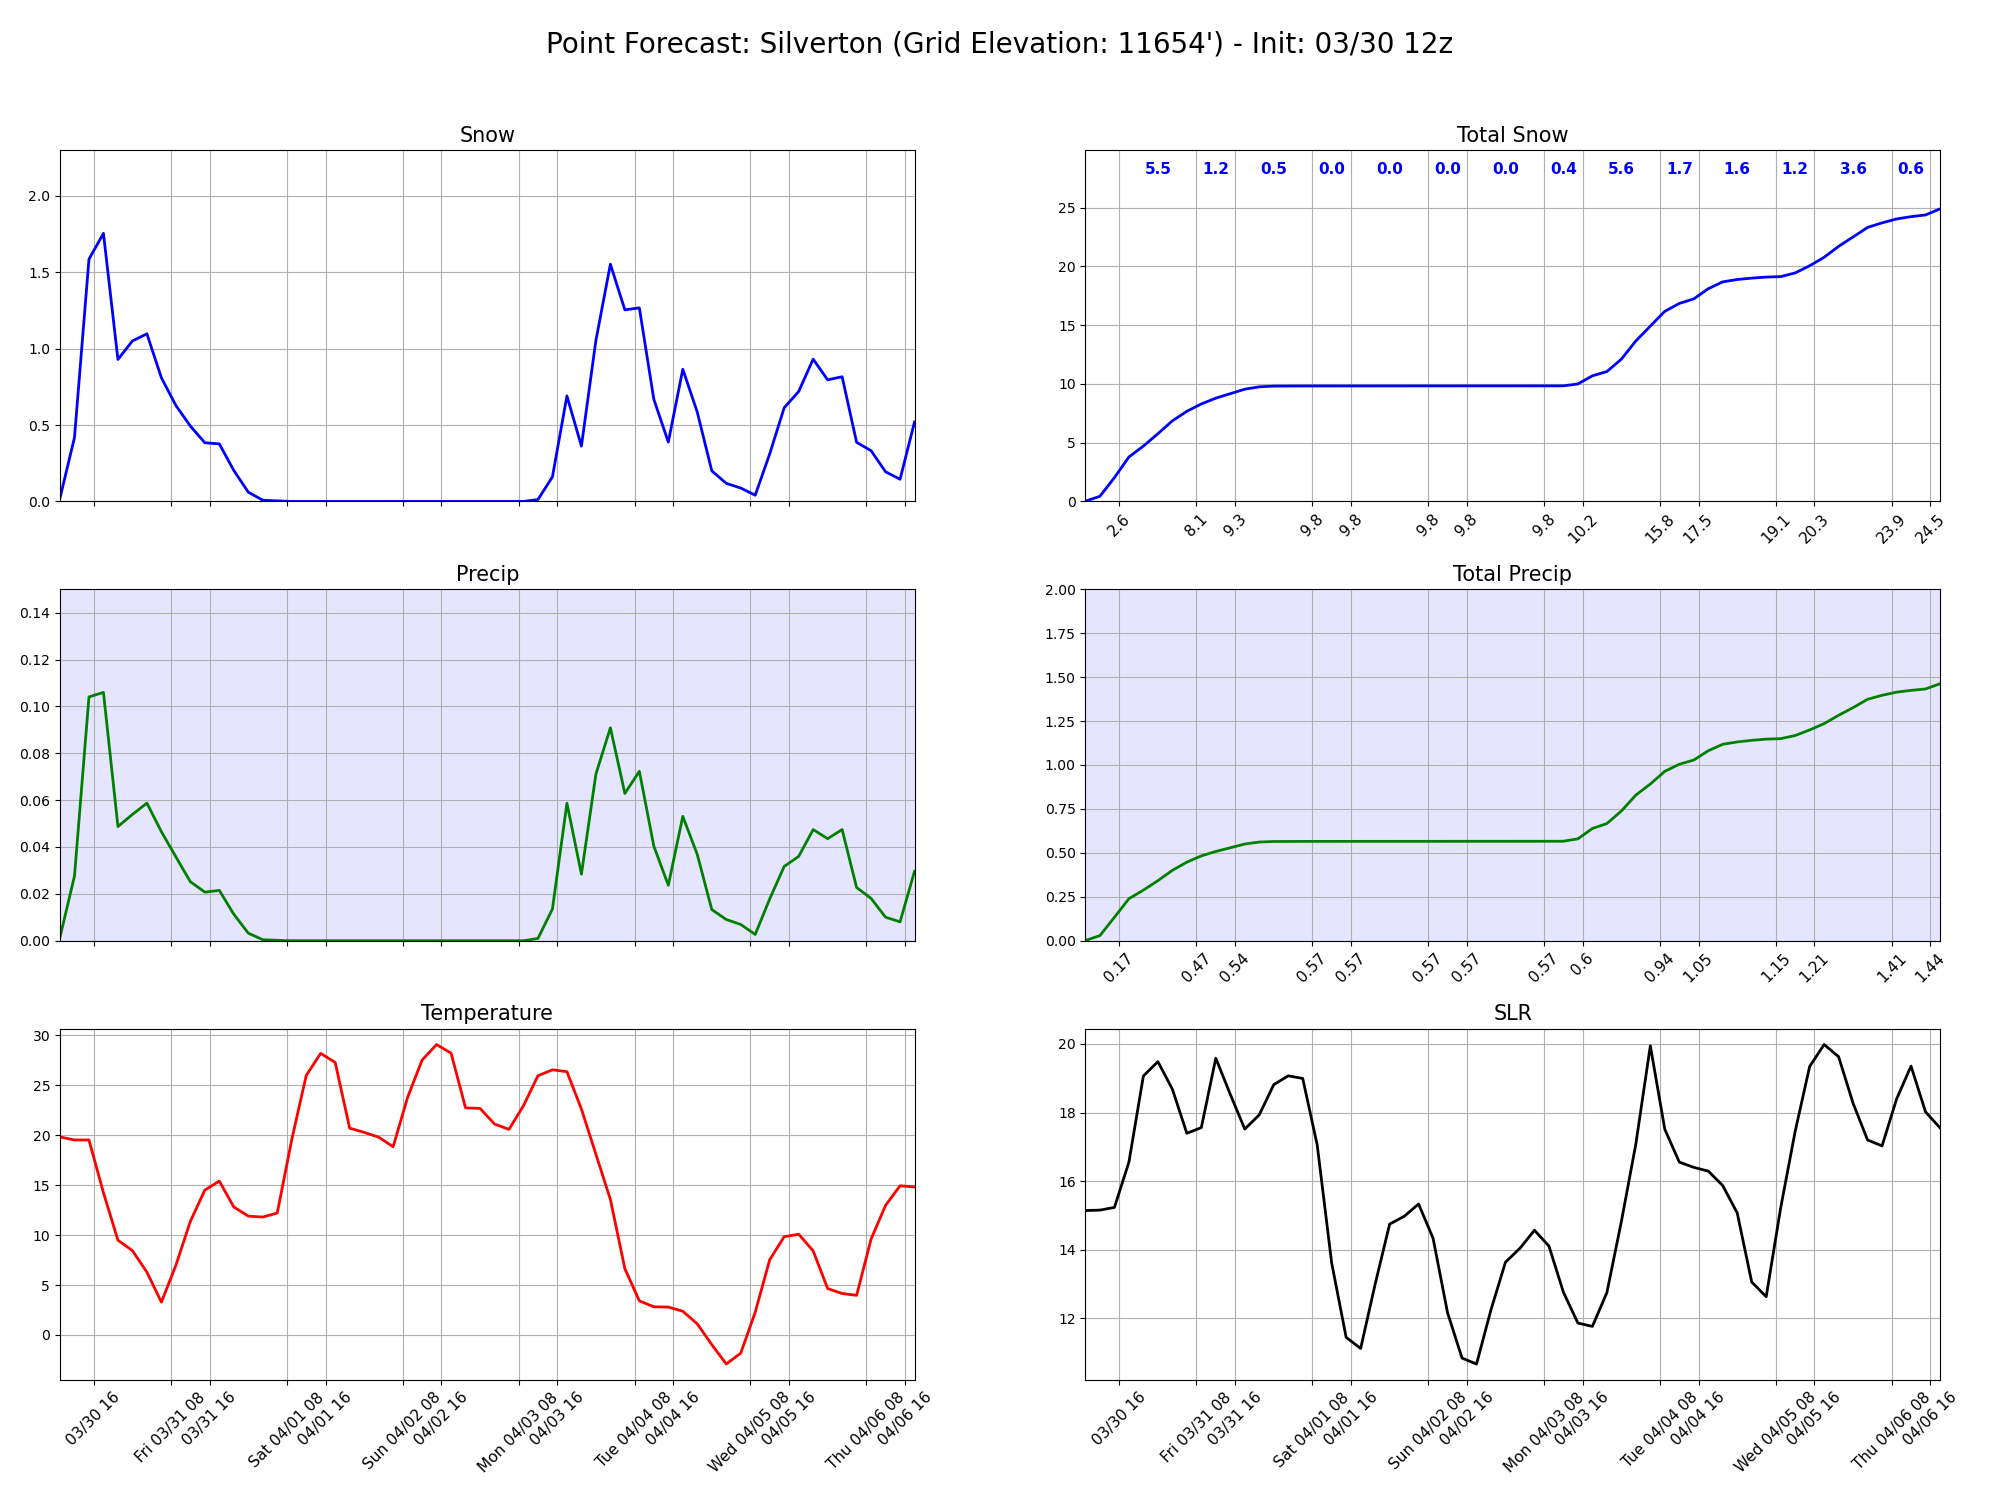 Point Forecast: Silverton (Grid Elevation: 11654') - Init: 03/30 12z
Snow
2.0
1.5
1.0
0.5
0.0
Total Snow
5.5 1.2 0.5 0.0 0.0 0.0 0.0 0.4 5.6 1.7 1.6 1.2 3.6 0.6
25
20
15
10
5
0
2.6 8.1 9.3 9.8 9.8 9.8 9.8 9.8 10.2 15.8 17.5 19.1 20.3 23.9 24.5
Precip
0.14
0.12
0.10
0.08
0.06
0.04
0.02
0.00
Total Precip
2.00
1.75
1.50
1.25
1.00
0.75
0.50
0.25
0.00
0.17 0.47 0.54 0.57 0.57 0.57 0.57 0.57 0.6 0.94 1.05 1.15 1.21 1.41 1.44
Temperature
30
25
20
15
10
5
0
03/30 16
Fri 03/31 08
03/31 16
Sat 04/01 08
04/01 16
Sun 04/02 08
04/02 16
Mon 04/03 08
04/03 16
Tue 04/04 08
04/04 16
Wed 04/05 08
04/05 16
Thu 04/06 08
04/06 16
SLR
20
18
16
14
12
03/30 16
Fri 03/31 08
03/31 16
Sat 04/01 08
04/01 16
Sun 04/02 08
04/02 16
Mon 04/03 08
04/03 16
Tue 04/04 08
04/04 16
Wed 04/05 08
04/05 16
Thu 04/06 08
04/06 16